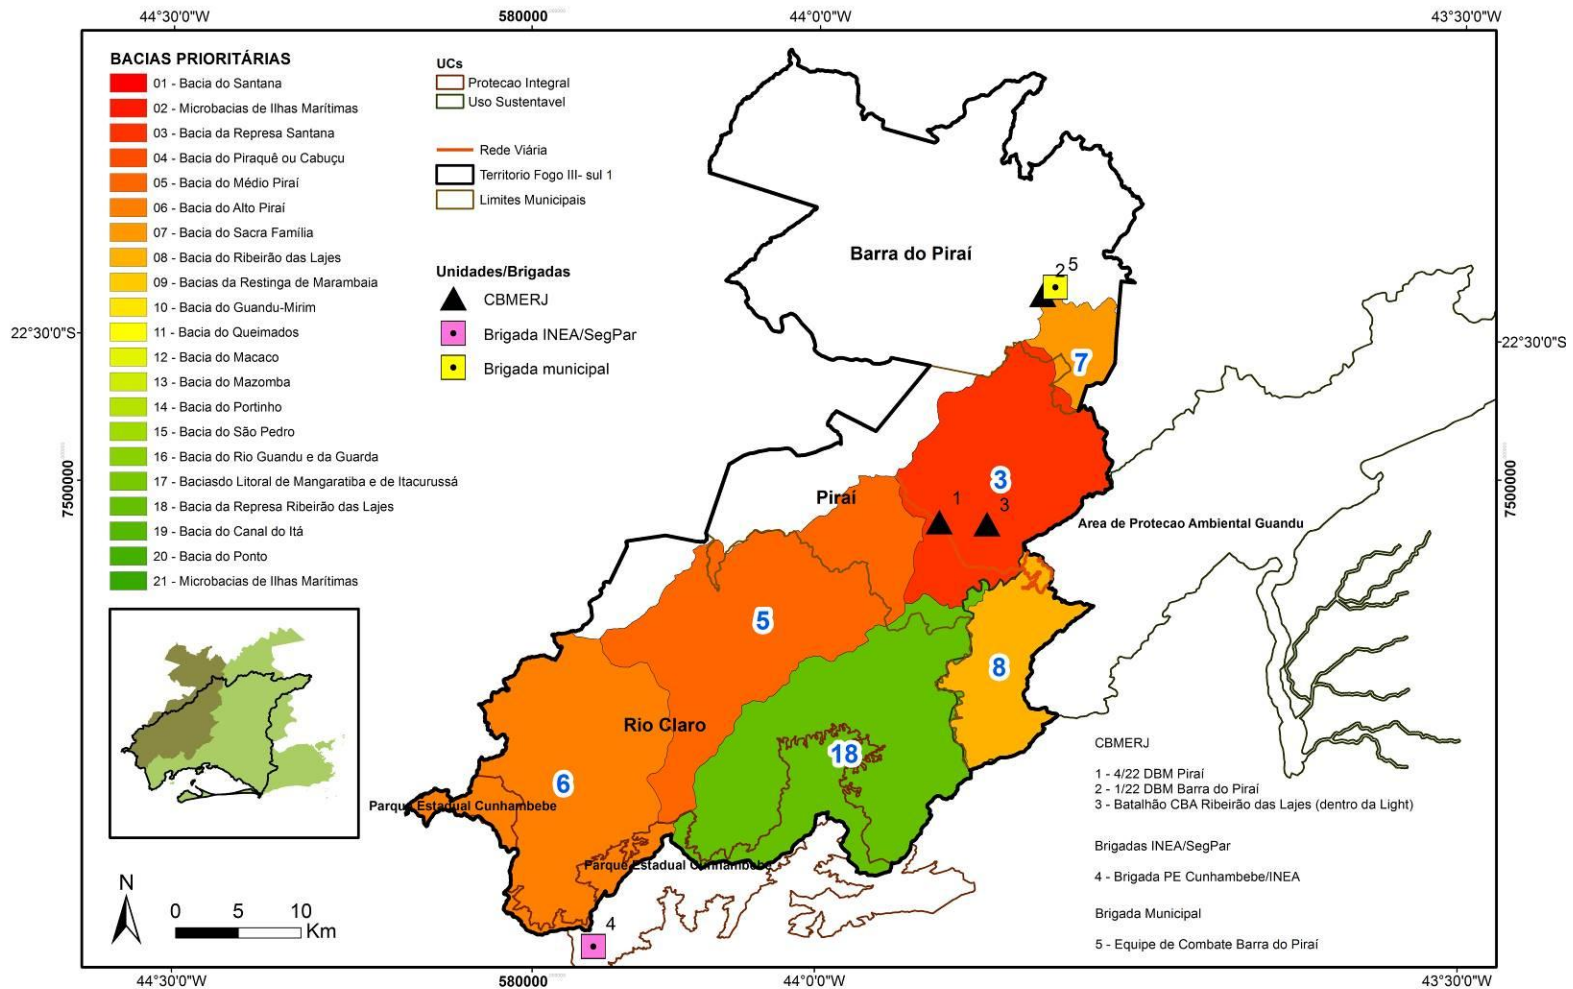 44°30'0"W
580000
44°0'0"W
43°30'0"W
BACIAS PRIORITÁRIAS
01 - Bacia do Santana
02 - Microbacias de Ilhas Marítimas
03 - Bacia da Represa Santana
04 - Bacia do Piraquê ou Cabuçu
05 - Bacia do Médio Piraí
06 - Bacia do Alto Piraí
07 - Bacia do Sacra Família
08 - Bacia do Ribeirão das Lajes
09 - Bacias da Restinga de Marambaia
10 - Bacia do Guandu-Mirim
11 - Bacia do Queimados
12 - Bacia do Macaco
13 - Bacia do Mazomba
14 - Bacia do Portinho
15 - Bacia do São Pedro
16 - Bacia do Rio Guandu e da Guarda
17 - Baciasdo Litoral de Mangaratiba e de Itacurussá
18 - Bacia da Represa Ribeirão das Lajes
19 - Bacia do Canal do Itá
20 - Bacia do Ponto
21 - Microbacias de Ilhas Marítimas
UCs
Protecao Integral
Uso Sustentavel
Rede Viária
Territorio Fogo III- sul 1
Limites Municipais
Unidades/Brigadas
CBMERJ
Brigada INEA/SegPar
Brigada municipal
22°30'0"S
22°30'0"S
7500000
7500000
Barra do Piraí
2 5
7
3
Piraí
1
3
Area de Protecao Ambiental Guandu
5
8
Rio Claro
18
6
Parque Estadual Cunhambebe
Parque Estadual Cunhambebe
4
N
0 5 10
Km
CBMERJ
1 - 4/22 DBM Piraí
2 - 1/22 DBM Barra do Piraí
3 - Batalhão CBA Ribeirão das Lajes (dentro da Light)
Brigadas INEA/SegPar
4 - Brigada PE Cunhambebe/INEA
Brigada Municipal
5 - Equipe de Combate Barra do Piraí
44°30'0"W
580000
44°0'0"W
43°30'0"W